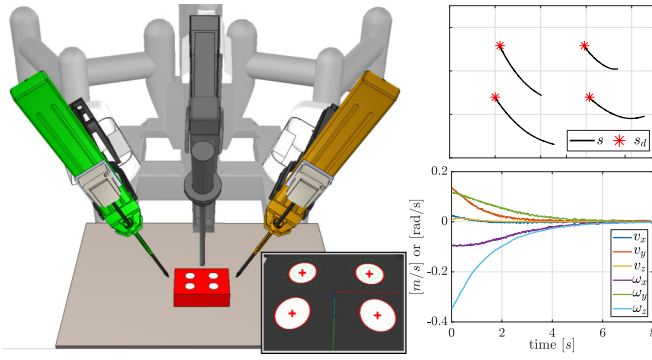 s s_d
0.2
0
-0.2
-0.4
[m/s] or [rad/s]
v_x
v_y
v_z
ω_x
ω_y
ω_z
0 2 4 6 8
time [s]